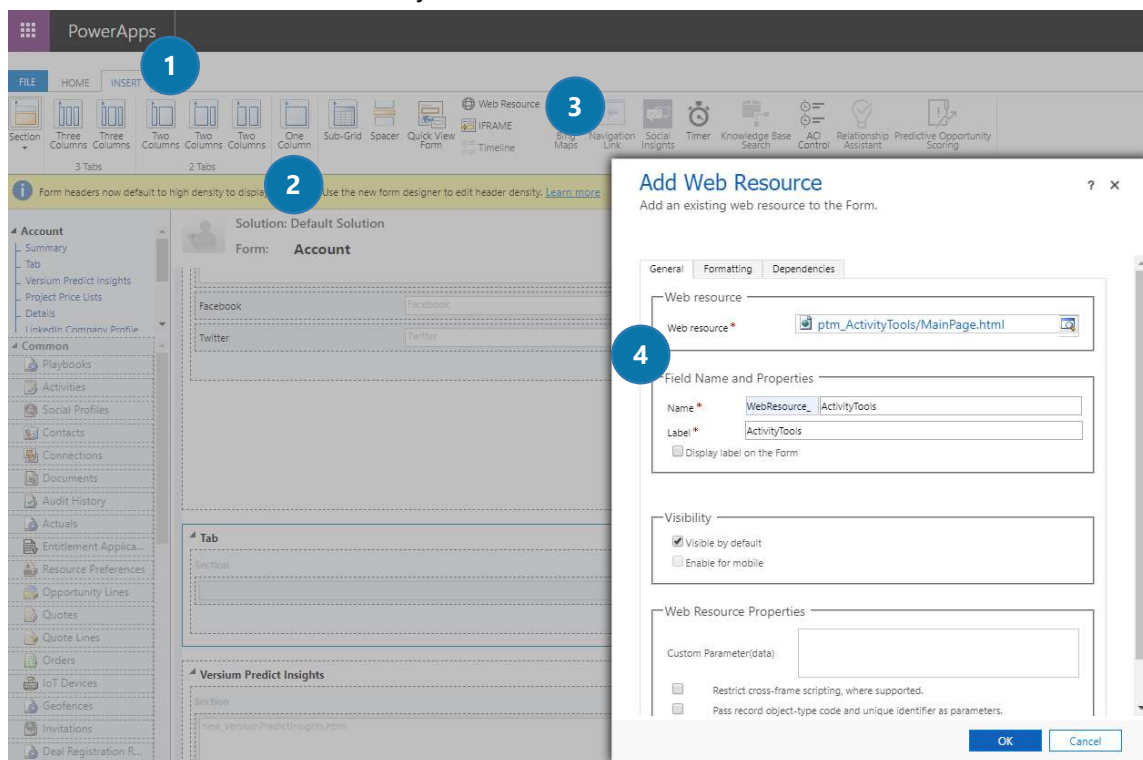 PowerApps
1
FILE HOME INSERT
3
Web Resource
IFRAME
Timeline
Section
Three Columns
Three Columns
Two Columns
Two Columns
Two Columns
One Column
Sub-Grid
Spacer
Quick View Form
Bing Maps
Navigation Link
Social Insights
Timer
Knowledge Base Search
ACI Control
Relationship Assistant
Predictive Opportunity Scoring
3 Tabs
2 Tabs
2
Form headers now default to high density to display Use the new form designer to edit header density. Learn more
Account
Summary
Tab
Versium Predict Insights
Project Price Lists
Details
LinkedIn Company Profile
Common
Playbooks
Activities
Social Profiles
Contacts
Connections
Documents
Audit History
Actuals
Entitlement Applica...
Resource Preferences
Opportunity Lines
Quotes
Quote Lines
Orders
IoT Devices
Geofences
Invitations
Deal Registration R...
Solution: Default Solution
Form: Account
Facebook Facebook
Twitter Twitter
Tab
Section
Versium Predict Insights
Section
new_VersiumPredictInsights.html
Add Web Resource ? ×
Add an existing web resource to the Form.
General Formatting Dependencies
Web resource
Web resource * ptm_ActivityTools/MainPage.html
4
Field Name and Properties
Name * WebResource_ ActivityTools
Label * ActivityTools
Display label on the Form
Visibility
Visible by default
Enable for mobile
Web Resource Properties
Custom Parameter(data)
Restrict cross-frame scripting, where supported.
Pass record object-type code and unique identifier as parameters.
OK Cancel